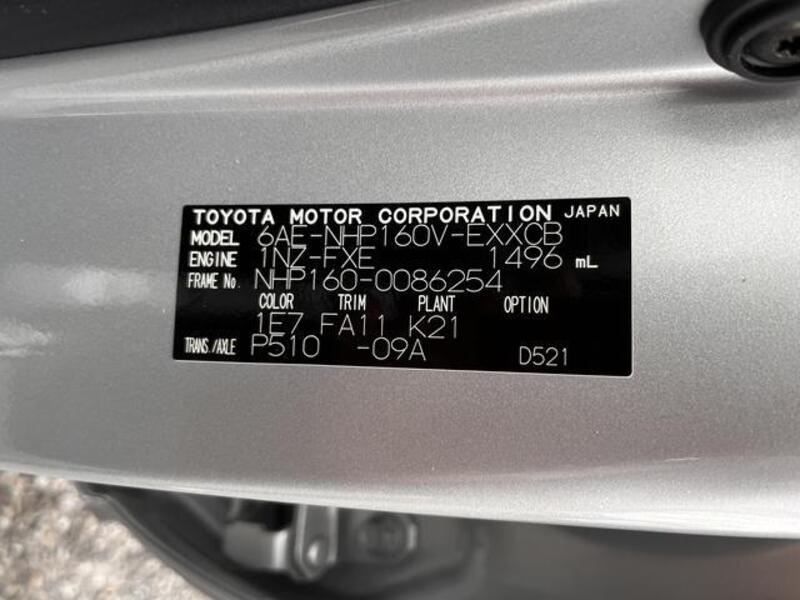 TOYOTA MOTOR CORPORATION JAPAN
MODEL 6AE-NHP160V-EXXCB
ENGINE 1NZ-FXE 1496 mL
FRAME No. NHP160-0086254
COLOR TRIM PLANT OPTION
1E7 FA11 K21
TRANS./AXLE P510 -09A D521